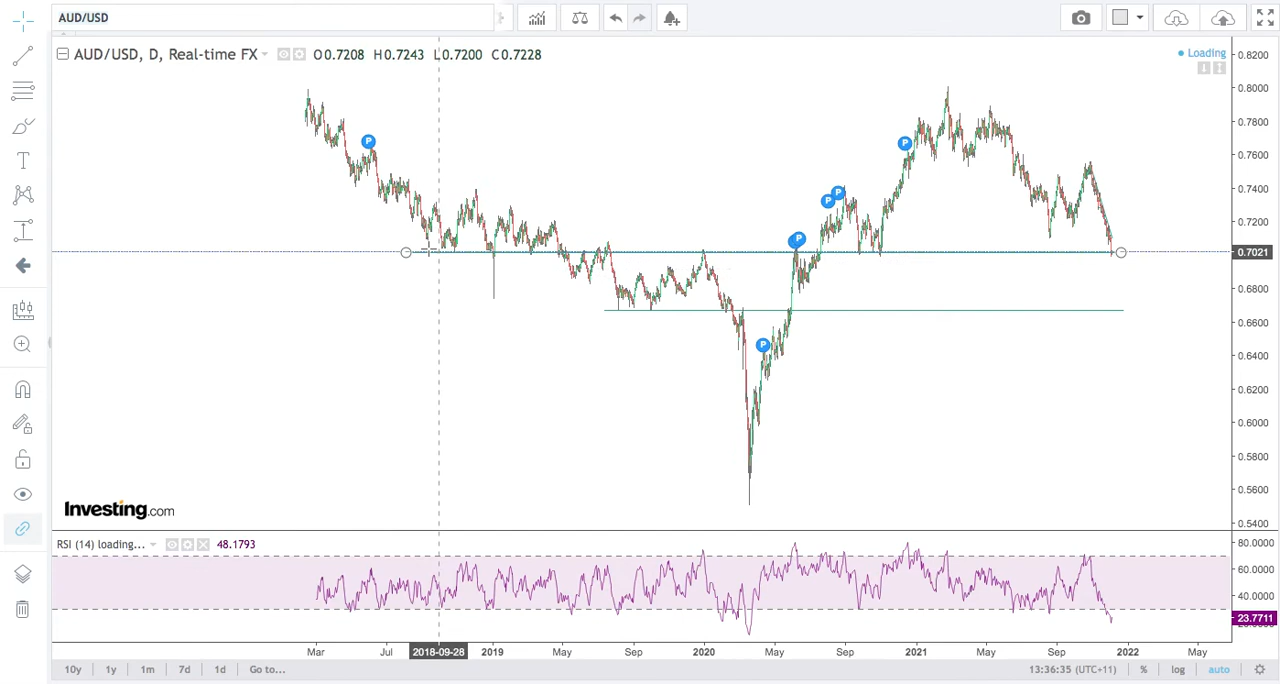 AUD/USD
AUD/USD, D, Real-time FX O0.7208 H0.7243 L0.7200 C0.7228
Loading
0.8200
0.8000
0.7800
0.7600
0.7400
0.7200
0.7021
0.6800
0.6600
0.6400
0.6200
0.6000
0.5800
0.5600
0.5400
P
P
P
P
P
P
Investing.com
RSI (14) loading... 48.1793
80.0000
60.0000
40.0000
23.7711
Mar Jul 2018-09-28 2019 May Sep 2020 May Sep 2021 May Sep 2022 May
10y 1y 1m 7d 1d Go to... 13:36:35 (UTC+11) % log auto